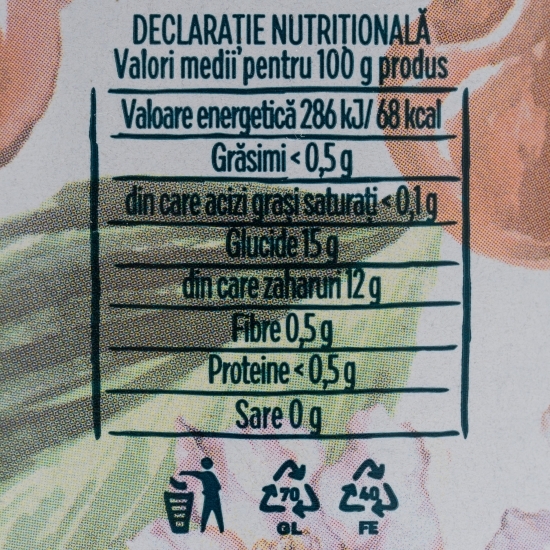 DECLARAȚIE NUTRIȚIONALĂ
Valori medii pentru 100 g produs
Valoare energetică 286 kJ/ 68 kcal
Grăsimi < 0,5 g
din care acizi grași saturați < 0,1 g
Glucide 15 g
din care zaharuri 12 g
Fibre 0,5 g
Proteine < 0,5 g
Sare 0 g
70 40
GL FE